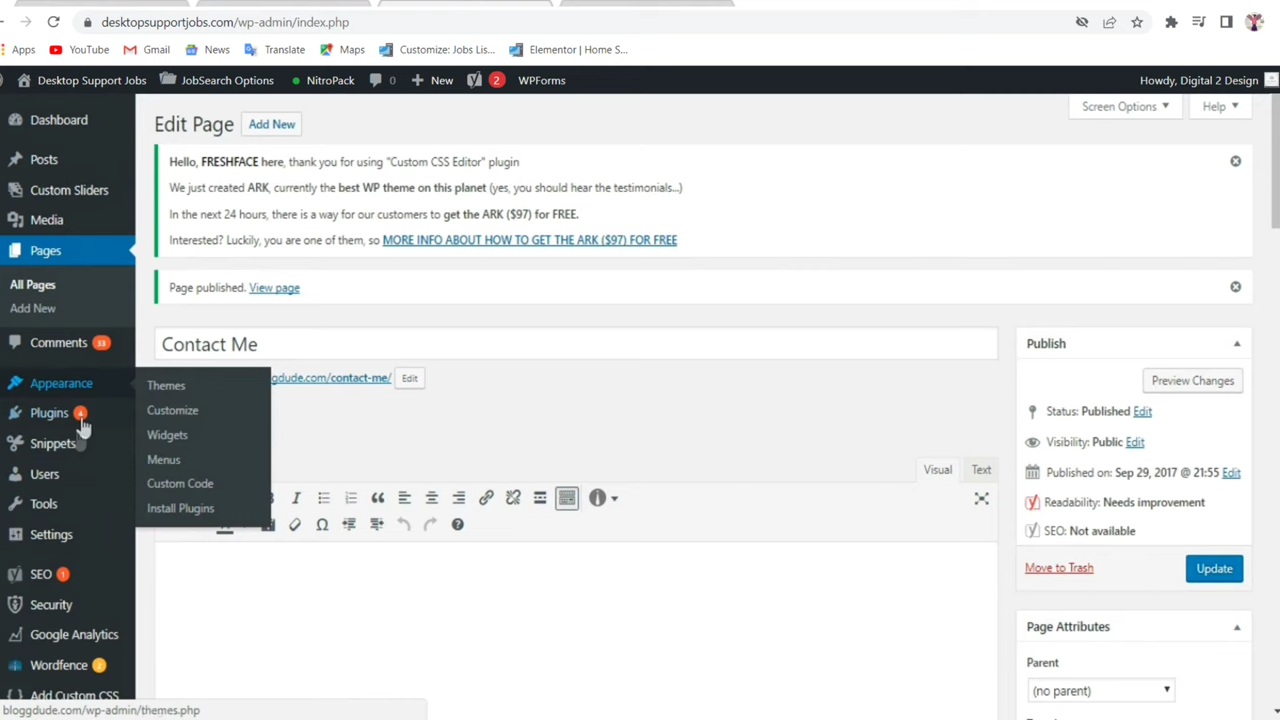 desktopsupportjobs.com/wp-admin/index.php
Apps YouTube Gmail News Translate Maps Customize: Jobs Lis... Elementor | Home S...
Desktop Support Jobs JobSearch Options NitroPack 0 New 2 WPForms Howdy, Digital 2 Design
Screen Options Help
Dashboard
Posts
Custom Sliders
Media
Pages
All Pages
Add New
Comments 33
Appearance
Plugins
Snippets
Users
Tools
Settings
SEO 1
Security
Google Analytics
Wordfence 2
Add Custom CSS
Themes
Customize
Widgets
Menus
Custom Code
Install Plugins
Edit Page Add New
Hello, FRESHFACE here, thank you for using "Custom CSS Editor" plugin
We just created ARK, currently the best WP theme on this planet (yes, you should hear the testimonials...)
In the next 24 hours, there is a way for our customers to get the ARK ($97) for FREE.
Interested? Luckily, you are one of them, so MORE INFO ABOUT HOW TO GET THE ARK ($97) FOR FREE
Page published. View page
Contact Me
gdude.com/contact-me/ Edit
Visual Text
Publish
Preview Changes
Status: Published Edit
Visibility: Public Edit
Published on: Sep 29, 2017 @ 21:55 Edit
Readability: Needs improvement
SEO: Not available
Move to Trash Update
Page Attributes
Parent
(no parent)
bloggdude.com/wp-admin/themes.php